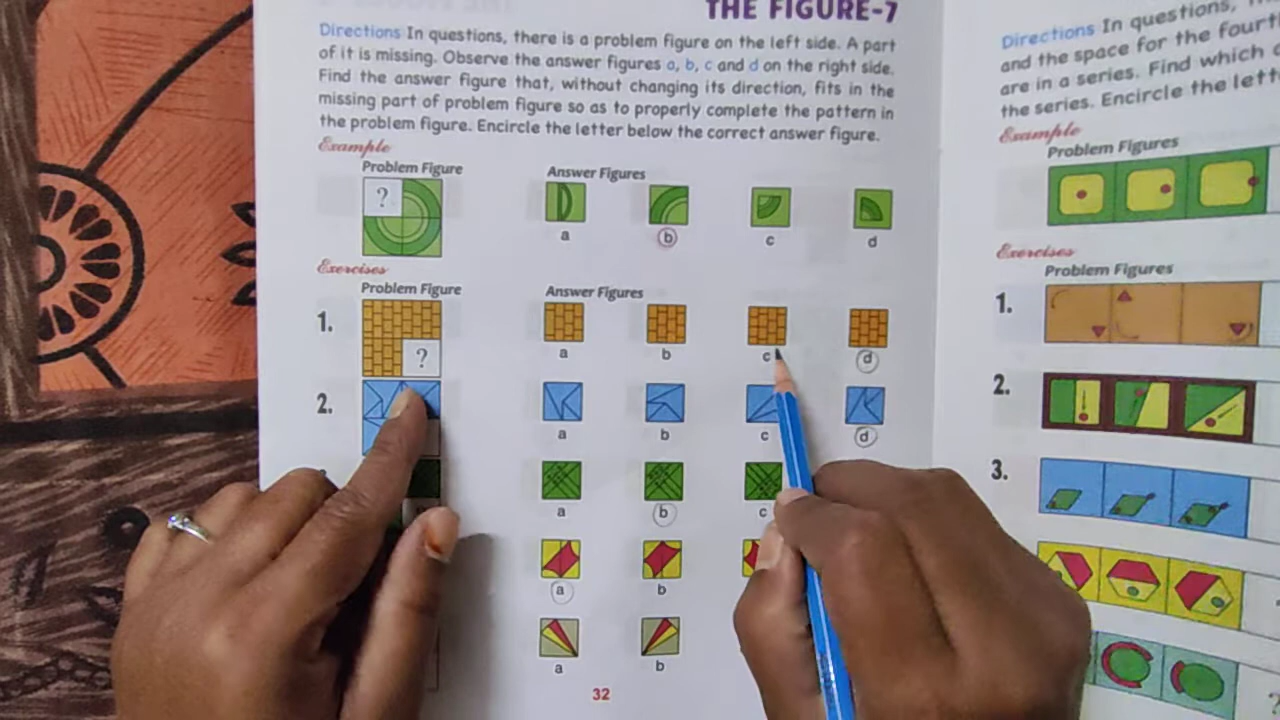 THE FIGURE-7
Directions In questions, there is a problem figure on the left side. A part
of it is missing. Observe the answer figures a, b, c and d on the right side.
Find the answer figure that, without changing its direction, fits in the
missing part of problem figure so as to properly complete the pattern in
the problem figure. Encircle the letter below the correct answer figure.
Example
Problem Figure
Answer Figures
?
a
b
c
d
Exercises
Problem Figure
Answer Figures
1.
?
a
b
c
d
2.
a
b
c
d
a
b
c
a
b
a
b
32
Directions In questions,
and the space for the fourt
are in a series. Find which
the series. Encircle the lett
Example
Problem Figures
Exercises
Problem Figures
1.
2.
3.